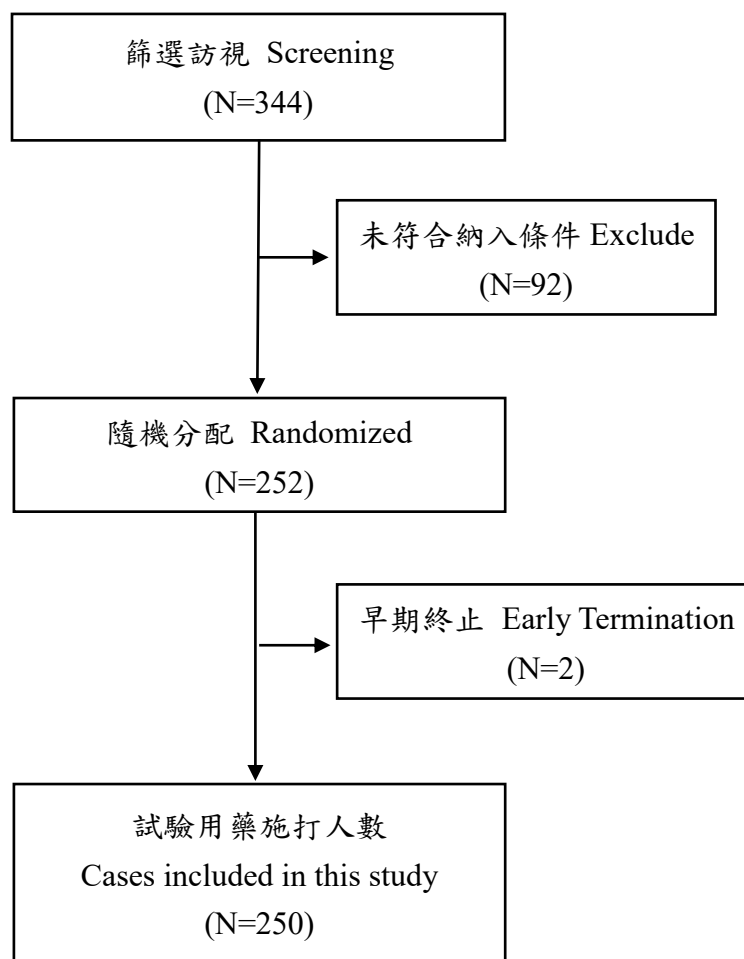 篩選訪視 Screening
(N=344)
未符合納入條件 Exclude
(N=92)
隨機分配 Randomized
(N=252)
早期終止 Early Termination
(N=2)
試驗用藥施打人數
Cases included in this study
(N=250)